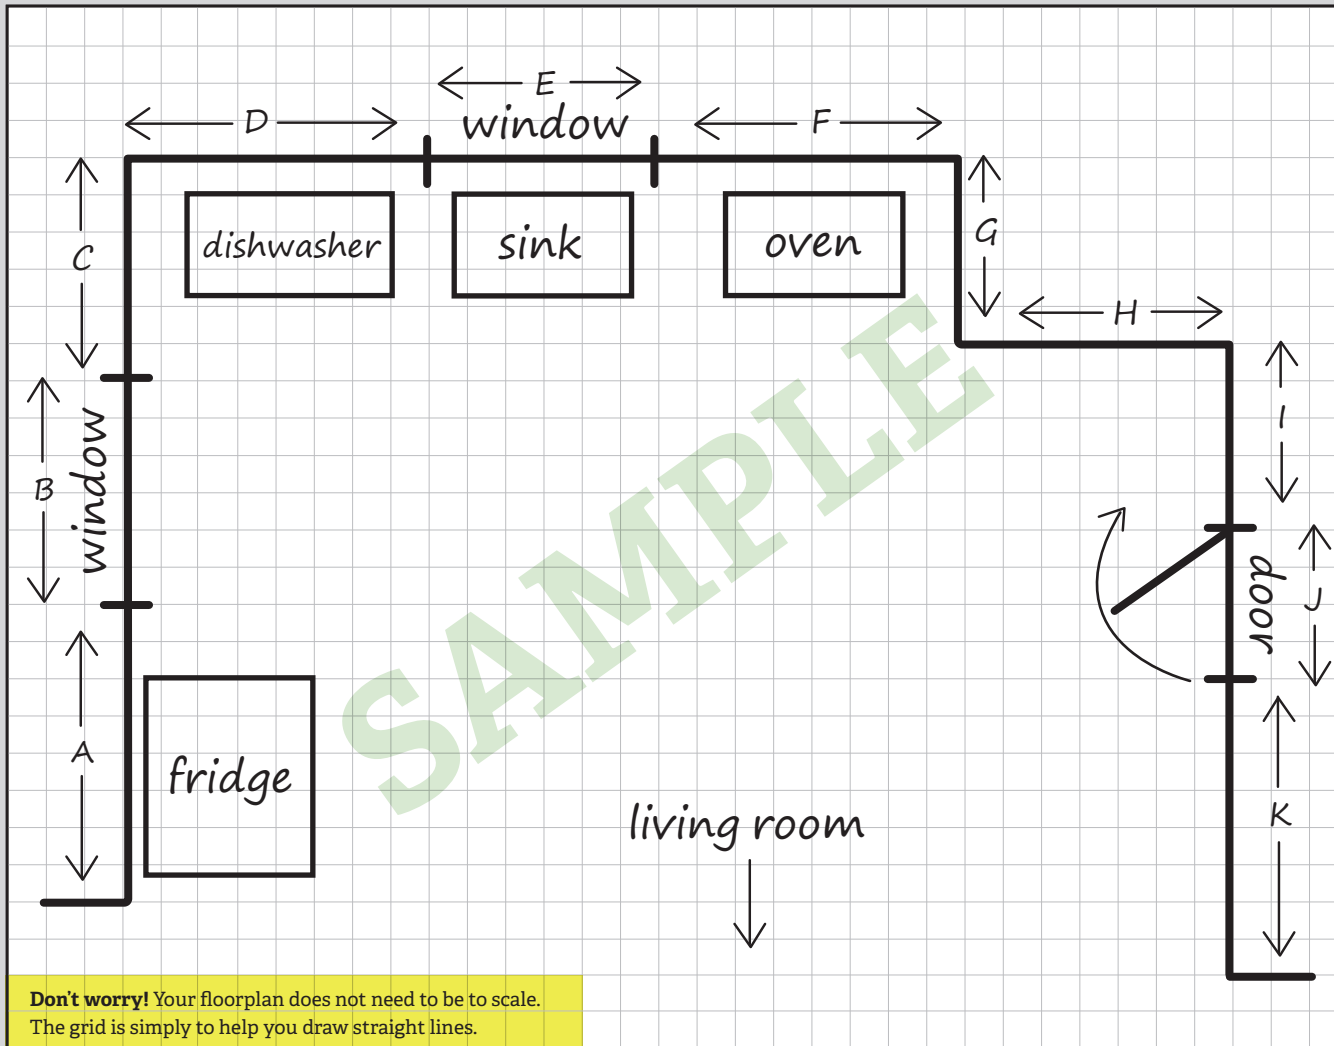 E
D
window
F
dishwasher
sink
oven
G
C
H
I
B
window
door
J
SAMPLE
A
fridge
living room
K
Don't worry! Your floorplan does not need to be to scale.
The grid is simply to help you draw straight lines.